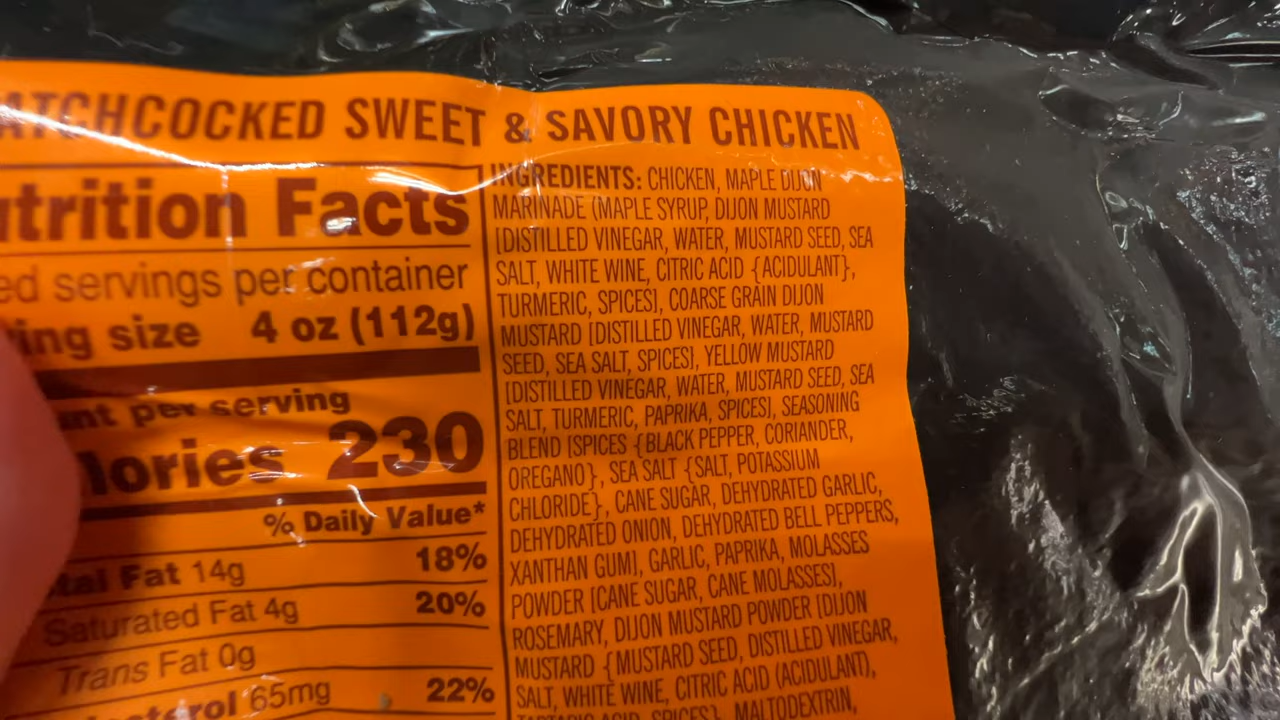 ATCHCOCKED SWEET & SAVORY CHICKEN
utrition Facts
ed servings per container
ing size 4 oz (112g)
nt per serving
lories 230
% Daily Value*
tal Fat 14g 18%
Saturated Fat 4g 20%
Trans Fat 0g
lesterol 65mg 22%
INGREDIENTS: CHICKEN, MAPLE DIJON
MARINADE (MAPLE SYRUP, DIJON MUSTARD
[DISTILLED VINEGAR, WATER, MUSTARD SEED, SEA
SALT, WHITE WINE, CITRIC ACID {ACIDULANT},
TURMERIC, SPICES], COARSE GRAIN DIJON
MUSTARD [DISTILLED VINEGAR, WATER, MUSTARD
SEED, SEA SALT, SPICES], YELLOW MUSTARD
[DISTILLED VINEGAR, WATER, MUSTARD SEED, SEA
SALT, TURMERIC, PAPRIKA, SPICES], SEASONING
BLEND [SPICES {BLACK PEPPER, CORIANDER,
OREGANO}, SEA SALT {SALT, POTASSIUM
CHLORIDE}, CANE SUGAR, DEHYDRATED GARLIC,
DEHYDRATED ONION, DEHYDRATED BELL PEPPERS,
XANTHAN GUM], GARLIC, PAPRIKA, MOLASSES
POWDER [CANE SUGAR, CANE MOLASSES],
ROSEMARY, DIJON MUSTARD POWDER [DIJON
MUSTARD {MUSTARD SEED, DISTILLED VINEGAR,
SALT, WHITE WINE, CITRIC ACID (ACIDULANT),
TARTARIC ACID, SPICES}, MALTODEXTRIN,